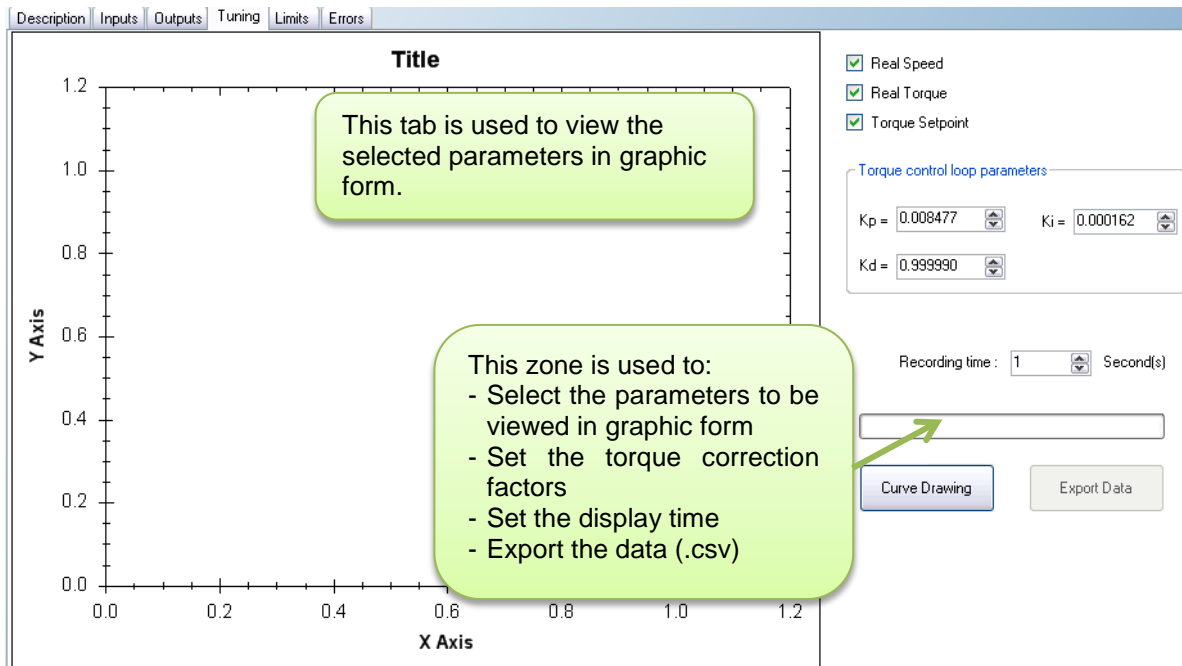 Description Inputs Outputs Tuning Limits Errors
Title
1.2
1.0
0.8
0.6
0.4
0.2
0.0
Y Axis
0.0 0.2 0.4 0.6 0.8 1.0 1.2
X Axis
This tab is used to view the
selected parameters in graphic
form.
This zone is used to:
- Select the parameters to be
viewed in graphic form
- Set the torque correction
factors
- Set the display time
- Export the data (.csv)
Real Speed
Real Torque
Torque Setpoint
Torque control loop parameters
Kp = 0.008477 Ki = 0.000162
Kd = 0.999990
Recording time : 1 Second(s)
Curve Drawing Export Data